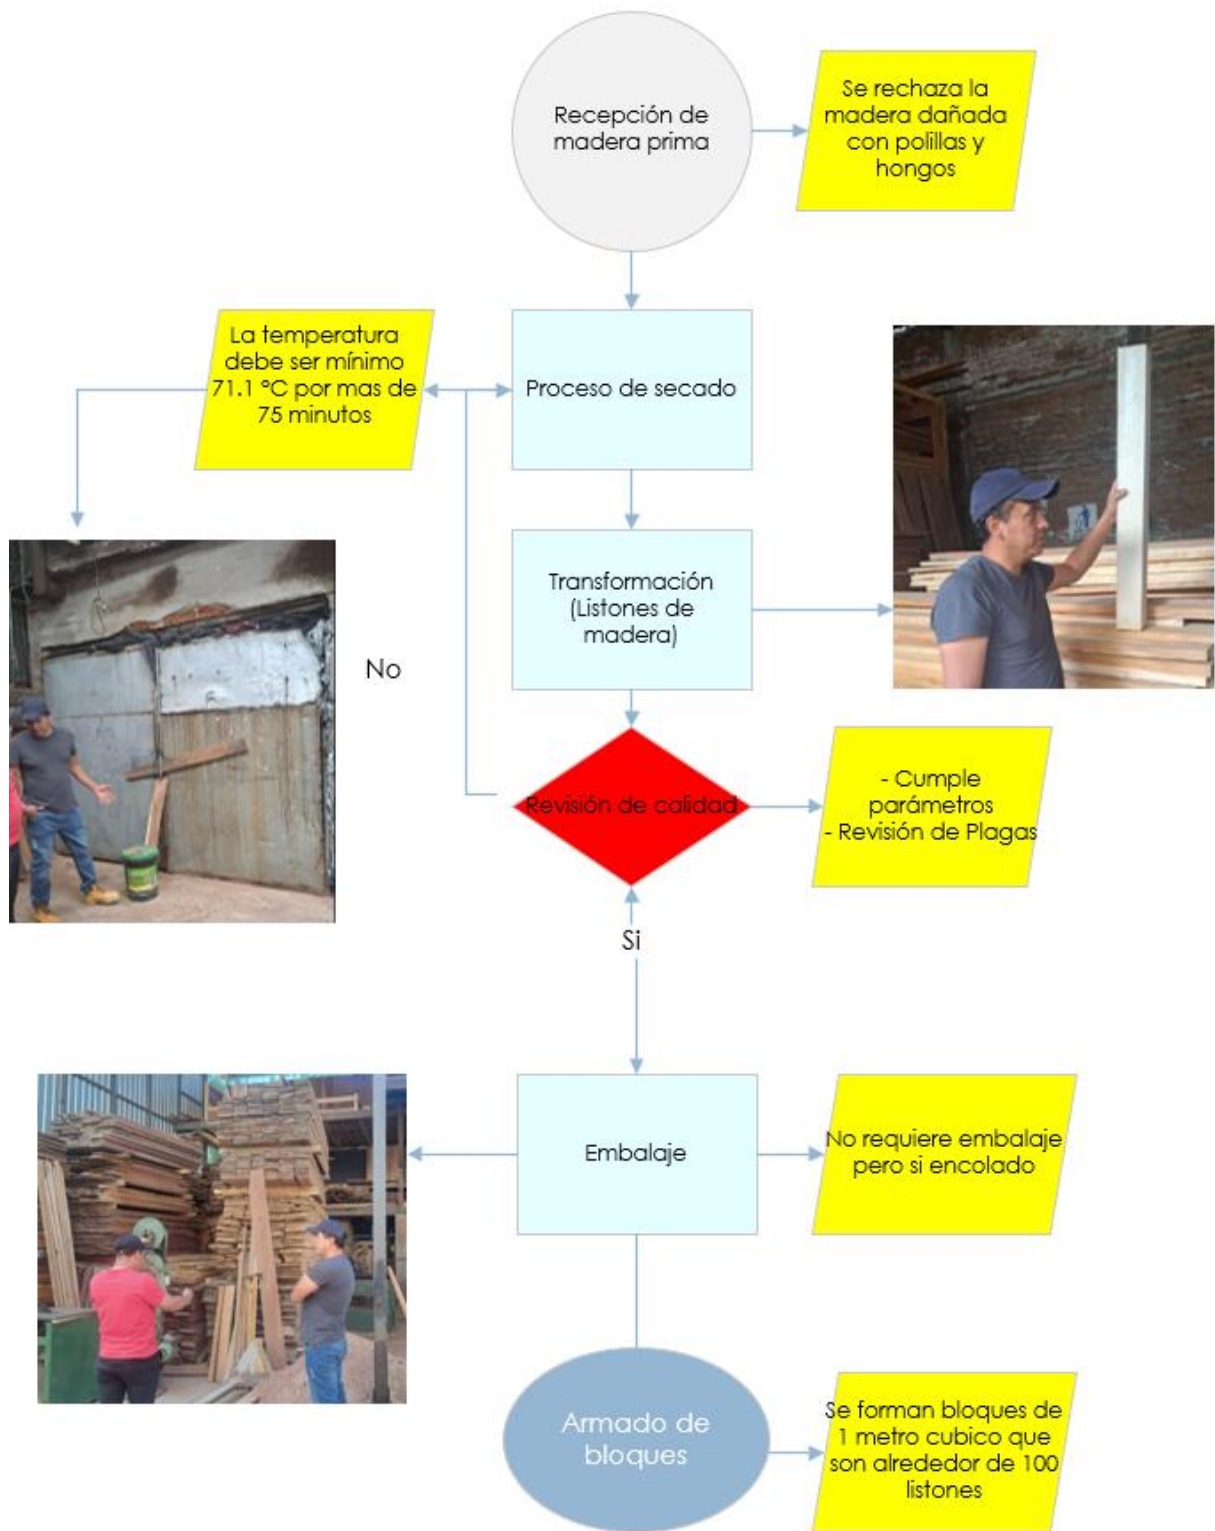 Recepción de
madera prima
Se rechaza la
madera dañada
con polillas y
hongos
La temperatura
debe ser mínimo
71.1 ºC por mas de
75 minutos
Proceso de secado
Transformación
(Listones de
madera)
No
Revisión de calidad
- Cumple
parámetros
- Revisión de Plagas
Si
Embalaje
No requiere embalaje
pero si encolado
Armado de
bloques
Se forman bloques de
1 metro cubico que
son alrededor de 100
listones